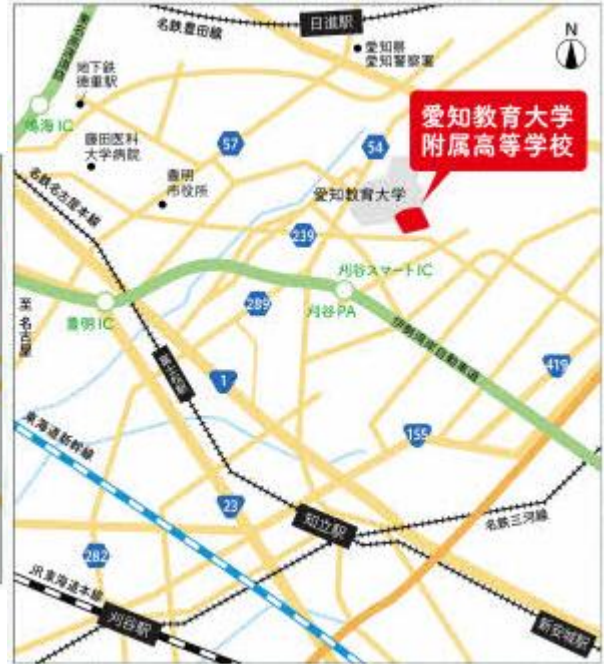 日進駅
名鉄豊田線
N
愛知県
愛知警察署
地下鉄
徳重駅
鳴海IC
愛知教育大学
附属高等学校
57
54
藤田医科
大学病院
豊明
市役所
愛知教育大学
名鉄名古屋本線
239
刈谷スマートIC
刈谷PA
289
至 名古屋
豊明IC
伊勢湾岸自動車道
419
1
155
東海道新幹線
23
知立駅
名鉄三河線
282
JR東海道本線
刈谷駅
新安城駅